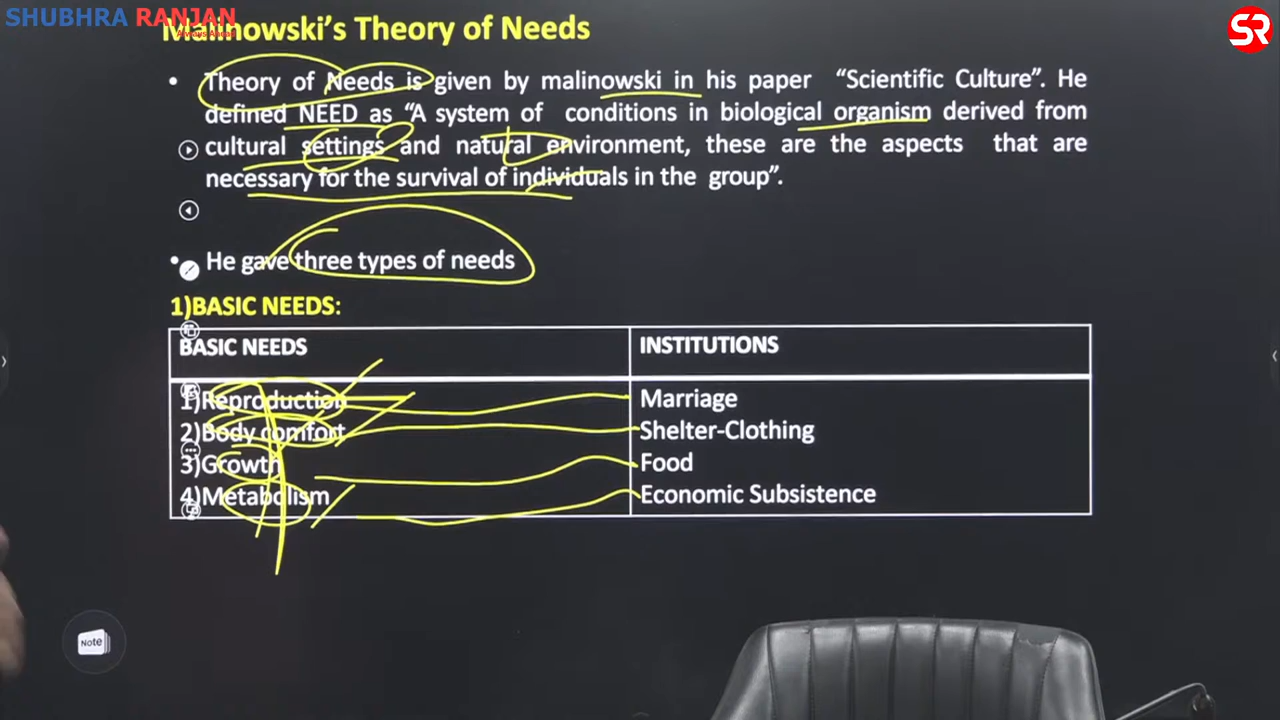 SHUBHRA RANJAN
Always Ahead
SR
Malinowski's Theory of Needs
• Theory of Needs is given by malinowski in his paper “Scientific Culture”. He
defined NEED as “A system of conditions in biological organism derived from
cultural settings and natural environment, these are the aspects that are
necessary for the survival of individuals in the group”.
• He gave three types of needs
1)BASIC NEEDS:
BASIC NEEDS INSTITUTIONS
1)Reproduction Marriage
2)Body comfort Shelter-Clothing
3)Growth Food
4)Metabolism Economic Subsistence
Note